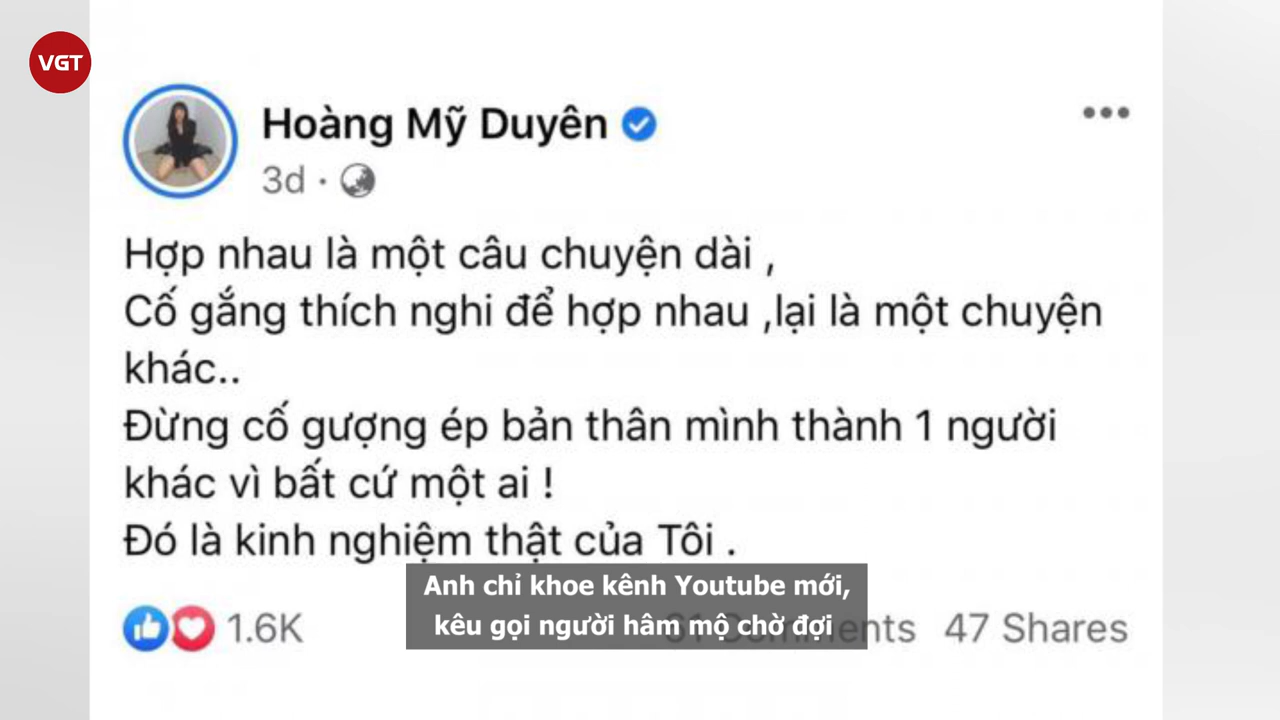 VGT
Hoàng Mỹ Duyên
3d ·
Hợp nhau là một câu chuyện dài ,
Cố gắng thích nghi để hợp nhau ,lại là một chuyện
khác..
Đừng cố gượng ép bản thân mình thành 1 người
khác vì bất cứ một ai !
Đó là kinh nghiệm thật của Tôi .
Anh chỉ khoe kênh Youtube mới,
kêu gọi người hâm mộ chờ đợi
1.6K
Comments 47 Shares